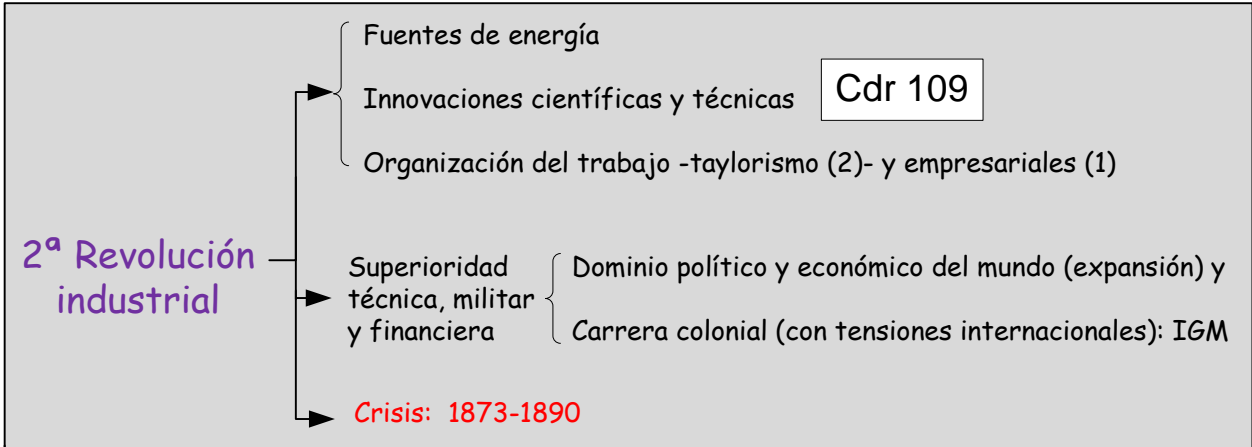 Fuentes de energía
Innovaciones científicas y técnicas
Cdr 109
Organización del trabajo -taylorismo (2)- y empresariales (1)
2ª Revolución
industrial
Superioridad
técnica, militar
y financiera
Dominio político y económico del mundo (expansión) y
Carrera colonial (con tensiones internacionales): IGM
Crisis: 1873-1890